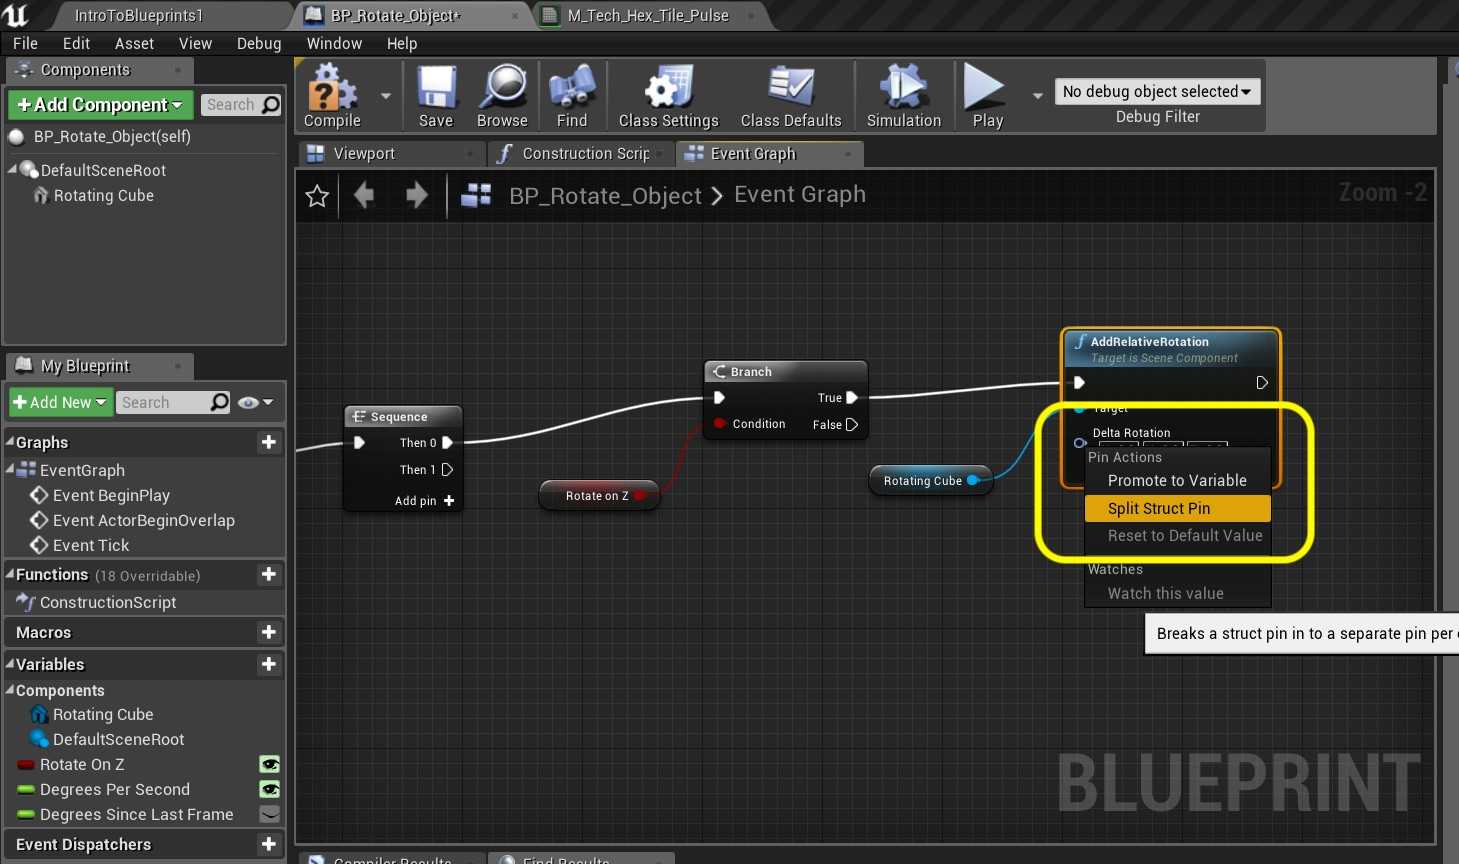 IntroToBlueprints1
BP_Rotate_Object*
M_Tech_Hex_Tile_Pulse
File Edit Asset View Debug Window Help
Components
+Add Component
Search
BP_Rotate_Object(self)
DefaultSceneRoot
Rotating Cube
Compile
Save
Browse
Find
Class Settings
Class Defaults
Simulation
Play
No debug object selected
Debug Filter
Viewport
Construction Scrip
Event Graph
BP_Rotate_Object > Event Graph
Zoom -2
My Blueprint
+Add New
Search
Graphs
EventGraph
Event BeginPlay
Event ActorBeginOverlap
Event Tick
Functions (18 Overridable)
ConstructionScript
Macros
Variables
Components
Rotating Cube
DefaultSceneRoot
Rotate On Z
Degrees Per Second
Degrees Since Last Frame
Event Dispatchers
Sequence
Then 0
Then 1
Add pin +
Rotate on Z
Branch
True
Condition
False
Rotating Cube
AddRelativeRotation
Target is Scene Component
Target
Delta Rotation
Pin Actions
Promote to Variable
Split Struct Pin
Reset to Default Value
Watches
Watch this value
Breaks a struct pin in to a separate pin per
BLUEPRINT
Compiler Results
Find Results